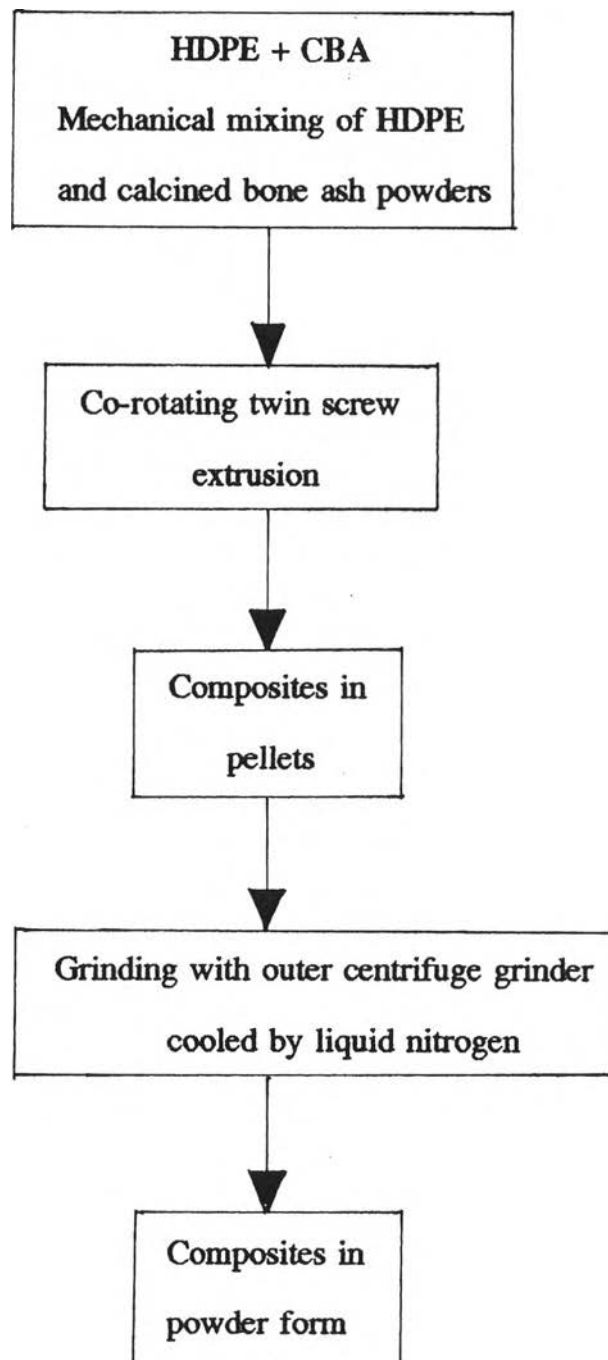 HDPE + CBA
Mechanical mixing of HDPE
and calcined bone ash powders
Co-rotating twin screw
extrusion
Composites in
pellets
Grinding with outer centrifuge grinder
cooled by liquid nitrogen
Composites in
powder form